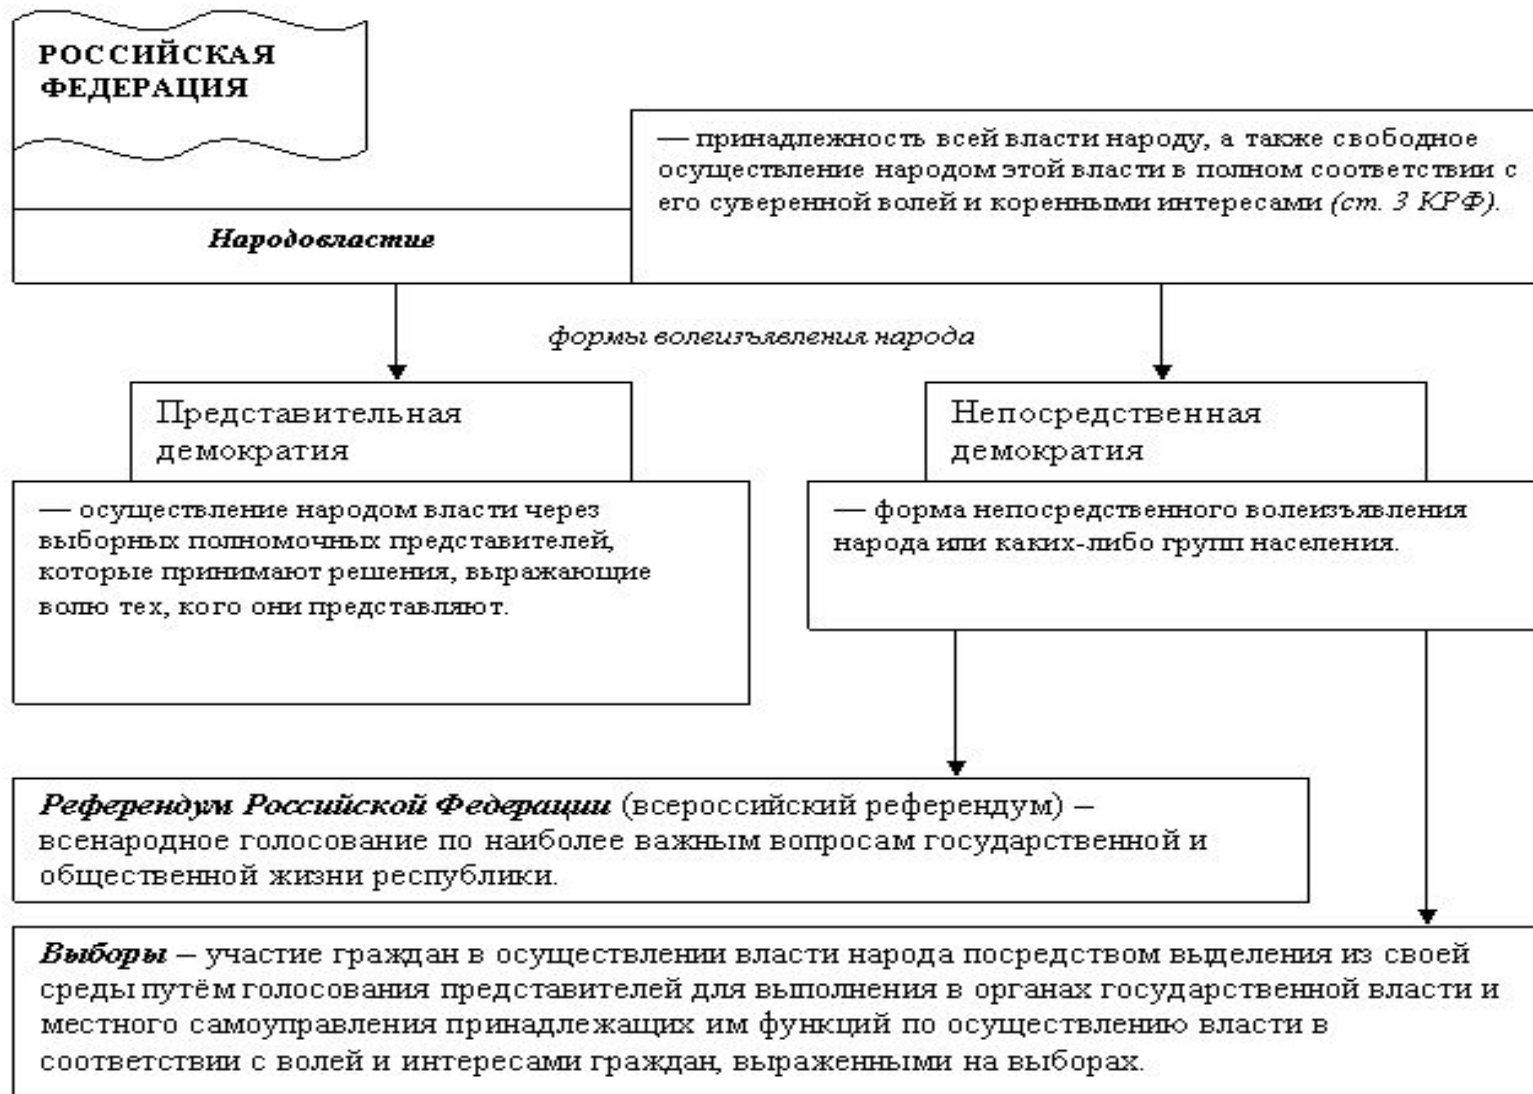 РОССИЙСКАЯ
ФЕДЕРАЦИЯ
— принадлежность всей власти народу, а также свободное
осуществление народом этой власти в полном соответствии с
его суверенной волей и коренными интересами (ст. 3 КРФ).
Народовластие
формы волеизъявления народа
Представительная
демократия
— осуществление народом власти через
выборных полномочных представителей,
которые принимают решения, выражающие
волю тех, кого они представляют.
Непосредственная
демократия
— форма непосредственного волеизъявления
народа или каких-либо групп населения.
Референдум Российской Федерации (всероссийский референдум) –
всенародное голосование по наиболее важным вопросам государственной и
общественной жизни республики.
Выборы – участие граждан в осуществлении власти народа посредством выделения из своей
среды путём голосования представителей для выполнения в органах государственной власти и
местного самоуправления принадлежащих им функций по осуществлению власти в
соответствии с волей и интересами граждан, выраженными на выборах.